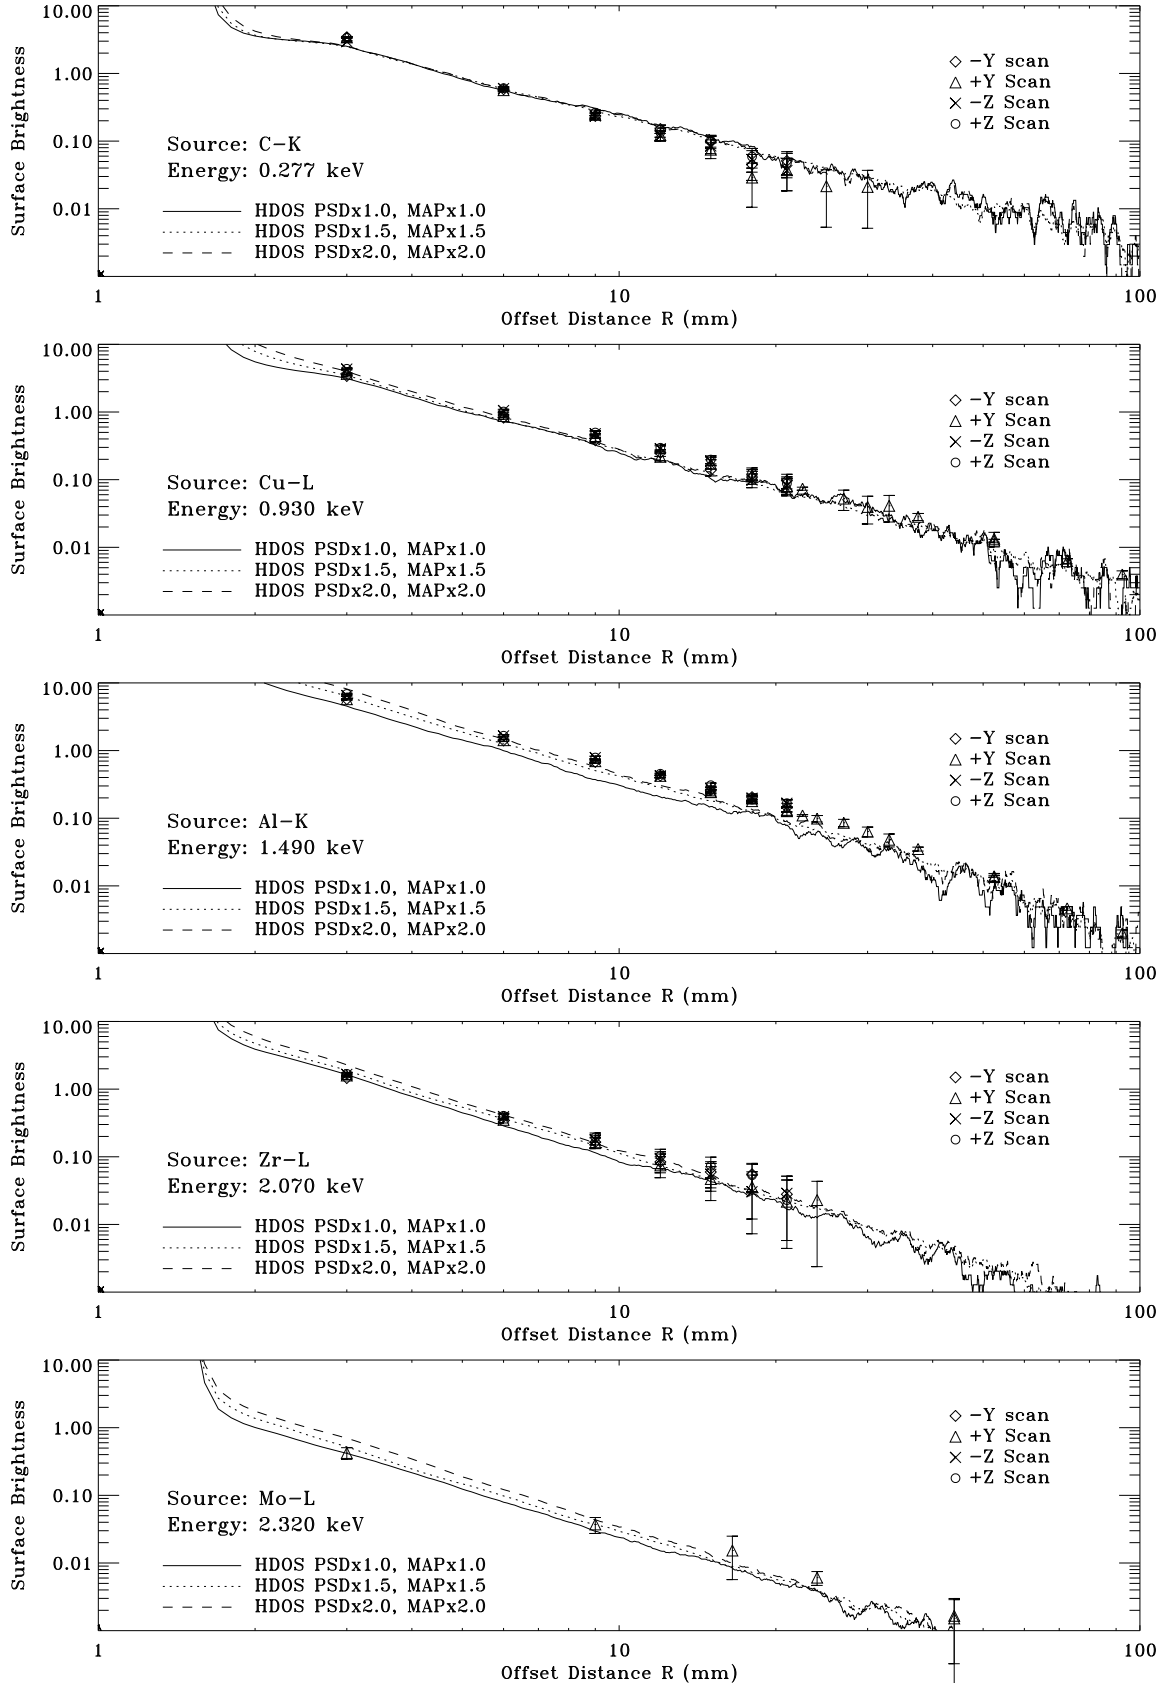 10.00
1.00
0.10
0.01
Surface Brightness
Source: C-K
Energy: 0.277 keV
HDOS PSDx1.0, MAPx1.0
HDOS PSDx1.5, MAPx1.5
HDOS PSDx2.0, MAPx2.0
-Y scan
+Y Scan
-Z Scan
+Z Scan
1 10 100
Offset Distance R (mm)
10.00
1.00
0.10
0.01
Surface Brightness
Source: Cu-L
Energy: 0.930 keV
HDOS PSDx1.0, MAPx1.0
HDOS PSDx1.5, MAPx1.5
HDOS PSDx2.0, MAPx2.0
-Y scan
+Y Scan
-Z Scan
+Z Scan
1 10 100
Offset Distance R (mm)
10.00
1.00
0.10
0.01
Surface Brightness
Source: Al-K
Energy: 1.490 keV
HDOS PSDx1.0, MAPx1.0
HDOS PSDx1.5, MAPx1.5
HDOS PSDx2.0, MAPx2.0
-Y scan
+Y Scan
-Z Scan
+Z Scan
1 10 100
Offset Distance R (mm)
10.00
1.00
0.10
0.01
Surface Brightness
Source: Zr-L
Energy: 2.070 keV
HDOS PSDx1.0, MAPx1.0
HDOS PSDx1.5, MAPx1.5
HDOS PSDx2.0, MAPx2.0
-Y scan
+Y Scan
-Z Scan
+Z Scan
1 10 100
Offset Distance R (mm)
10.00
1.00
0.10
0.01
Surface Brightness
Source: Mo-L
Energy: 2.320 keV
HDOS PSDx1.0, MAPx1.0
HDOS PSDx1.5, MAPx1.5
HDOS PSDx2.0, MAPx2.0
-Y scan
+Y Scan
-Z Scan
+Z Scan
1 10 100
Offset Distance R (mm)